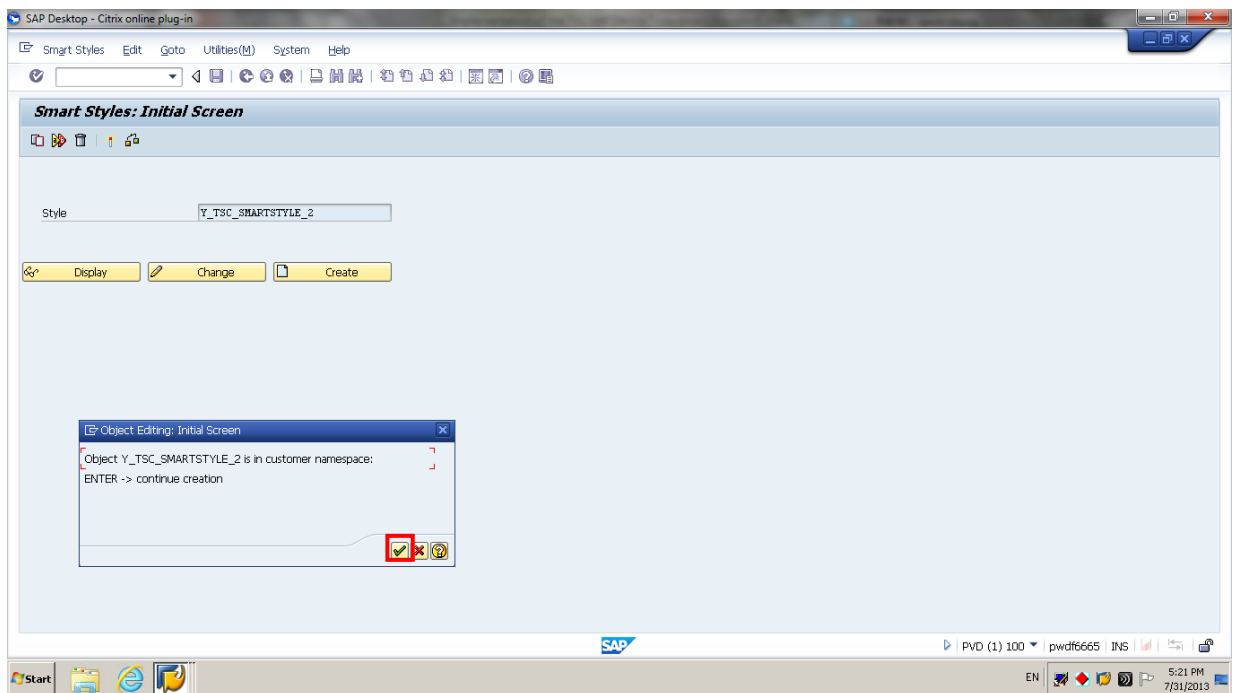 SAP Desktop - Citrix online plug-in
Smart Styles Edit Goto Utilities(M) System Help
Smart Styles: Initial Screen
Style Y_TSC_SMARTSTYLE_2
Display Change Create
Object Editing: Initial Screen
Object Y_TSC_SMARTSTYLE_2 is in customer namespace:
ENTER -> continue creation
SAP
PVD (1) 100 pwdf6665 INS
Start
EN
5:21 PM
7/31/2013